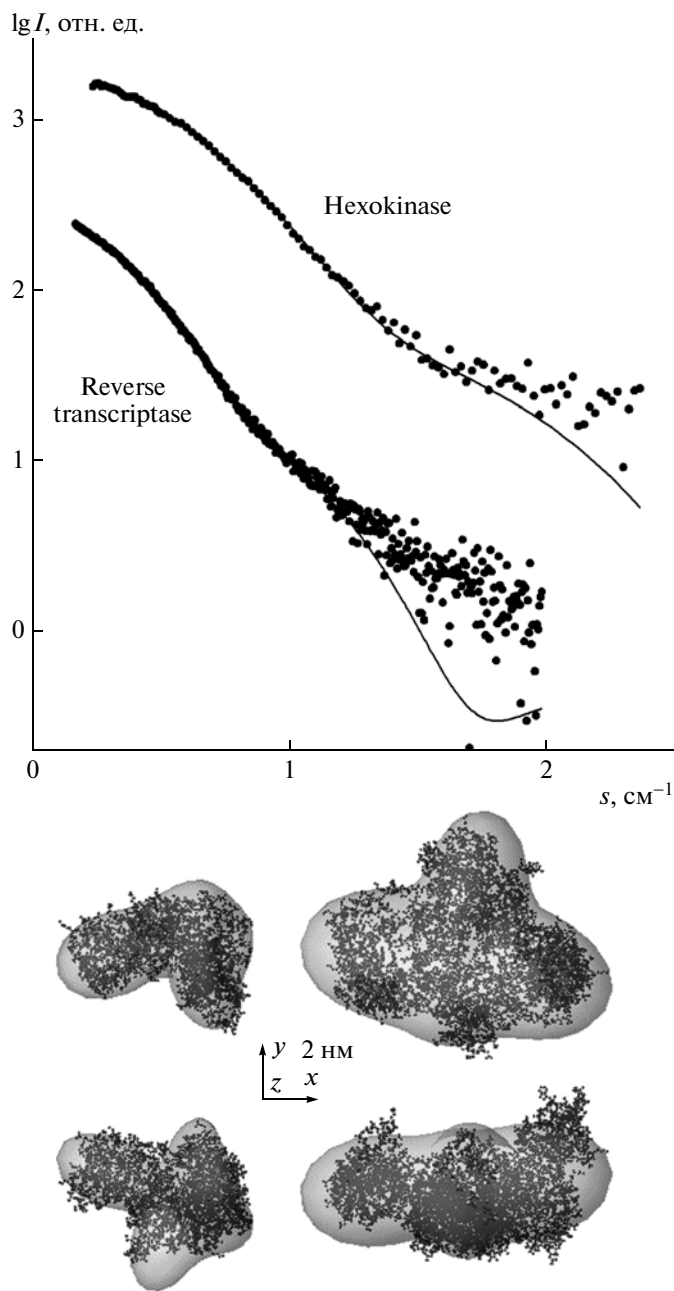 lg I, отн. ед.
3
Hexokinase
2
Reverse
transcriptase
1
0
0 1 2
s, см⁻¹
y 2 нм
z x